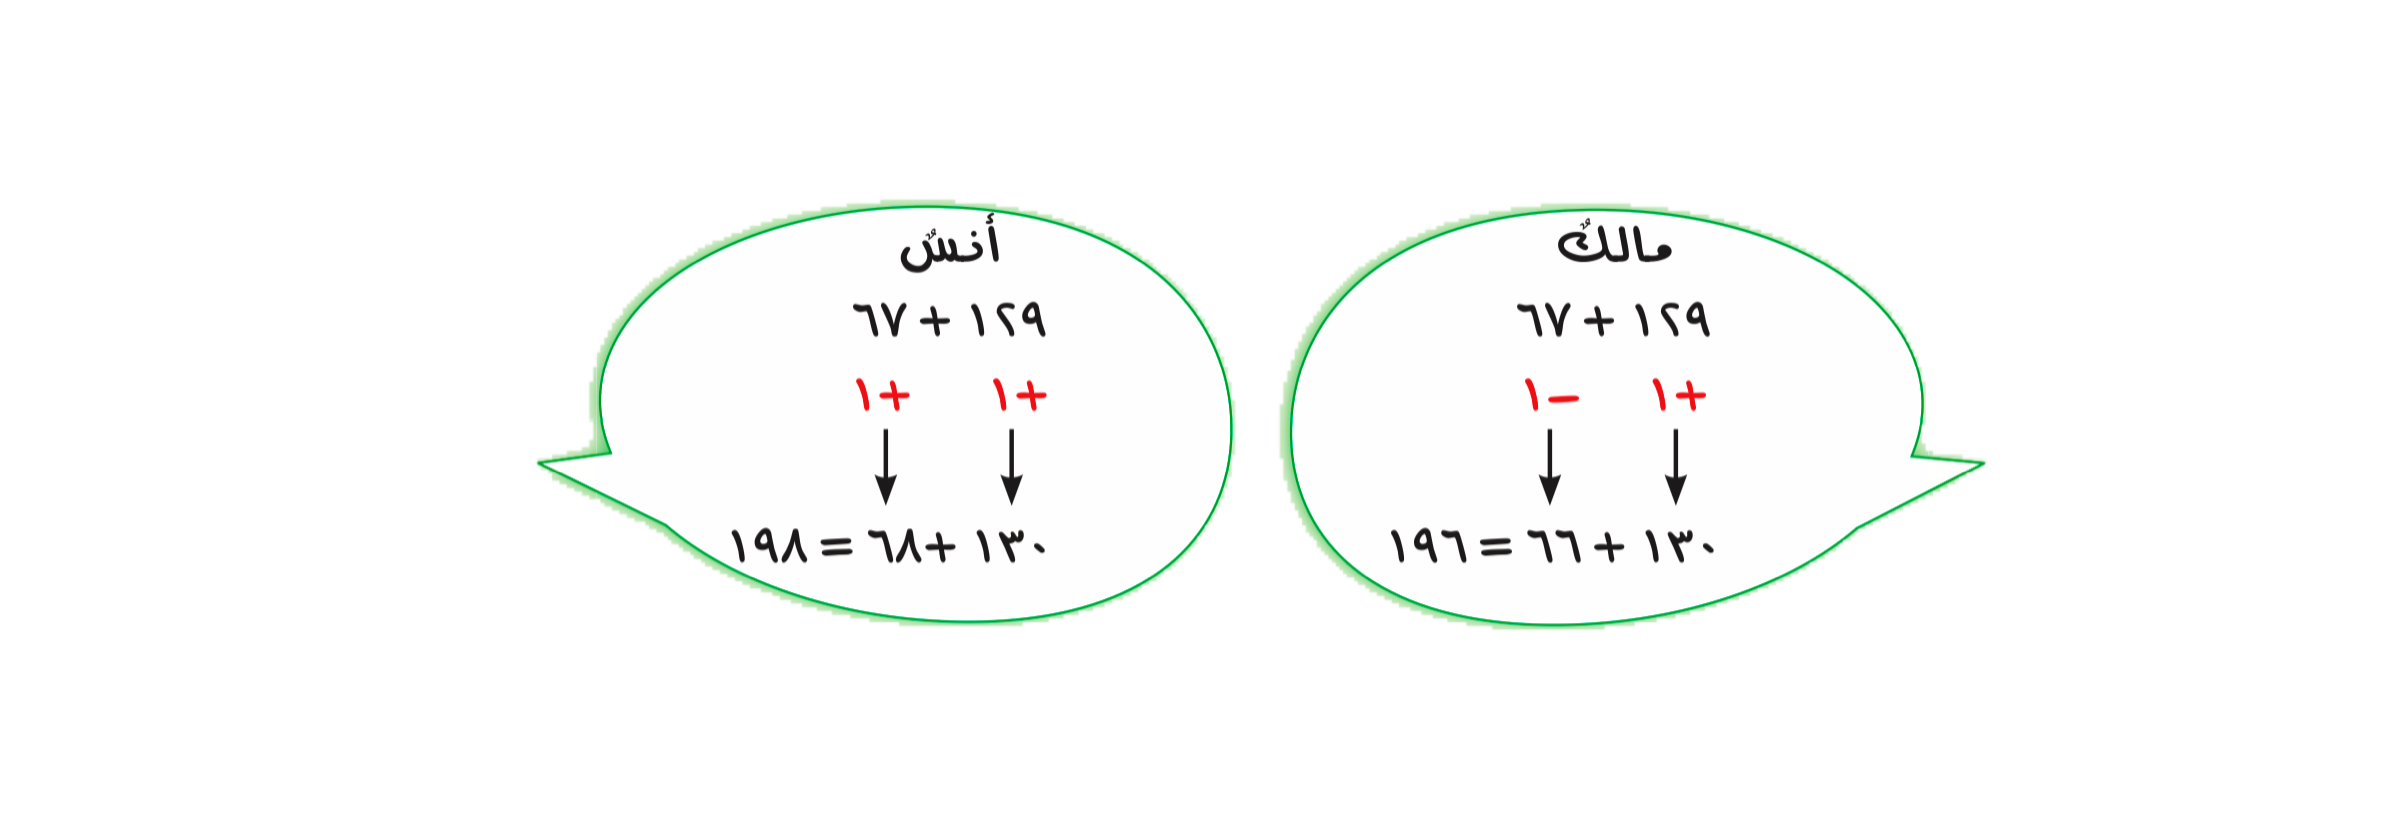 مالكٌ
١٢٩ + ٦٧
+١ −١
١٣٠ + ٦٦ = ١٩٦
أنسٌ
١٢٩ + ٦٧
+١ +١
١٣٠ + ٦٨ = ١٩٨